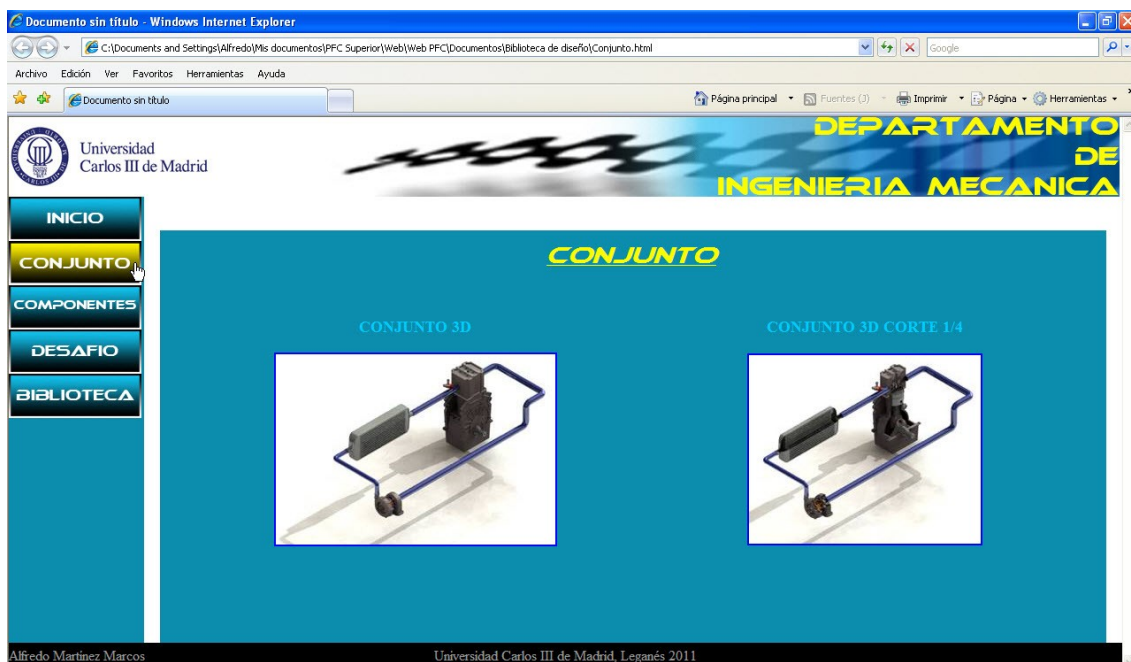 Documento sin título - Windows Internet Explorer
C:\Documents and Settings\Alfredo\Mis documentos\PFC Superior\Web\Web PFC\Documentos\Biblioteca de diseño\Conjunto.html
Google
Archivo Edición Ver Favoritos Herramientas Ayuda
Documento sin título
Página principal Fuentes (J) Imprimir Página Herramientas
Universidad
Carlos III de Madrid
DEPARTAMENTO
DE
INGENIERIA MECANICA
INICIO
CONJUNTO
COMPONENTES
DESAFIO
BIBLIOTECA
CONJUNTO
CONJUNTO 3D
CONJUNTO 3D CORTE 1/4
Alfredo Martinez Marcos
Universidad Carlos III de Madrid, Leganés 2011